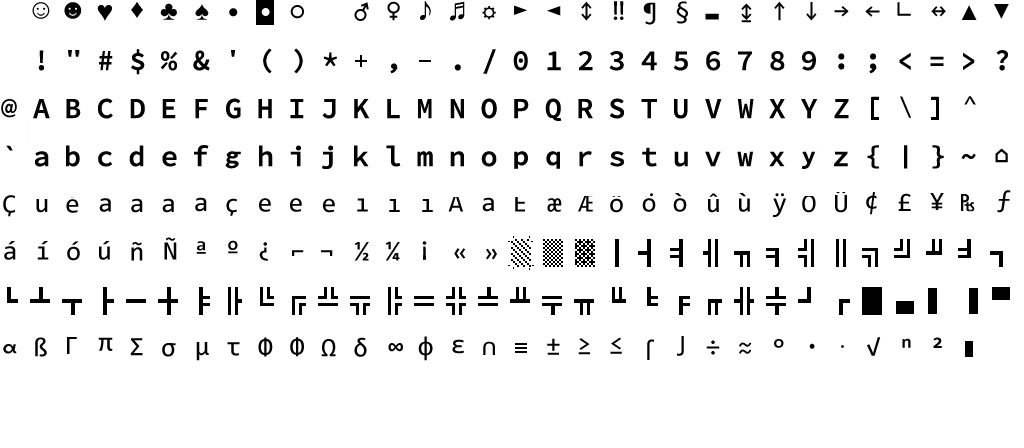 ☺ ☻ ♥ ♦ ♣ ♠ • ◘ ○ ♂ ♀ ♪ ♫ ☼ ► ◄ ↕ ‼ ¶ § ▬ ↨ ↑ ↓ → ← ∟ ↔ ▲ ▼
! " # $ % & ' ( ) * + , − . / 0 1 2 3 4 5 6 7 8 9 : ; < = > ?
@ A B C D E F G H I J K L M N O P Q R S T U V W X Y Z [ \ ] ^
` a b c d e f g h i j k l m n o p q r s t u v w x y z { | } ~ ⌂
Ç u e a a a a ç e e e ı ı ı A a E æ Æ ö ȯ ò û ù ÿ O Ü ¢ £ ¥ ₧ ƒ
á í ó ú ñ Ñ ª º ¿ ⌐ ¬ ½ ¼ ¡ « » ░ ▒ ▓ │ ┤ ╡ ╢ ╖ ╕ ╣ ║ ╗ ╝ ╜ ╛ ┐
└ ┴ ┬ ├ ─ ┼ ╞ ╟ ╚ ╔ ╩ ╦ ╠ ═ ╬ ╧ ╨ ╤ ╥ ╙ ╘ ╒ ╓ ╫ ╪ ┘ ┌ █ ▄ ▌ ▐ ▀
α ß Γ π Σ σ µ τ Φ Φ Ω δ ∞ ϕ ε ∩ ≡ ± ≥ ≤ ⌠ ⌡ ÷ ≈ ° • · √ ⁿ ² ▮